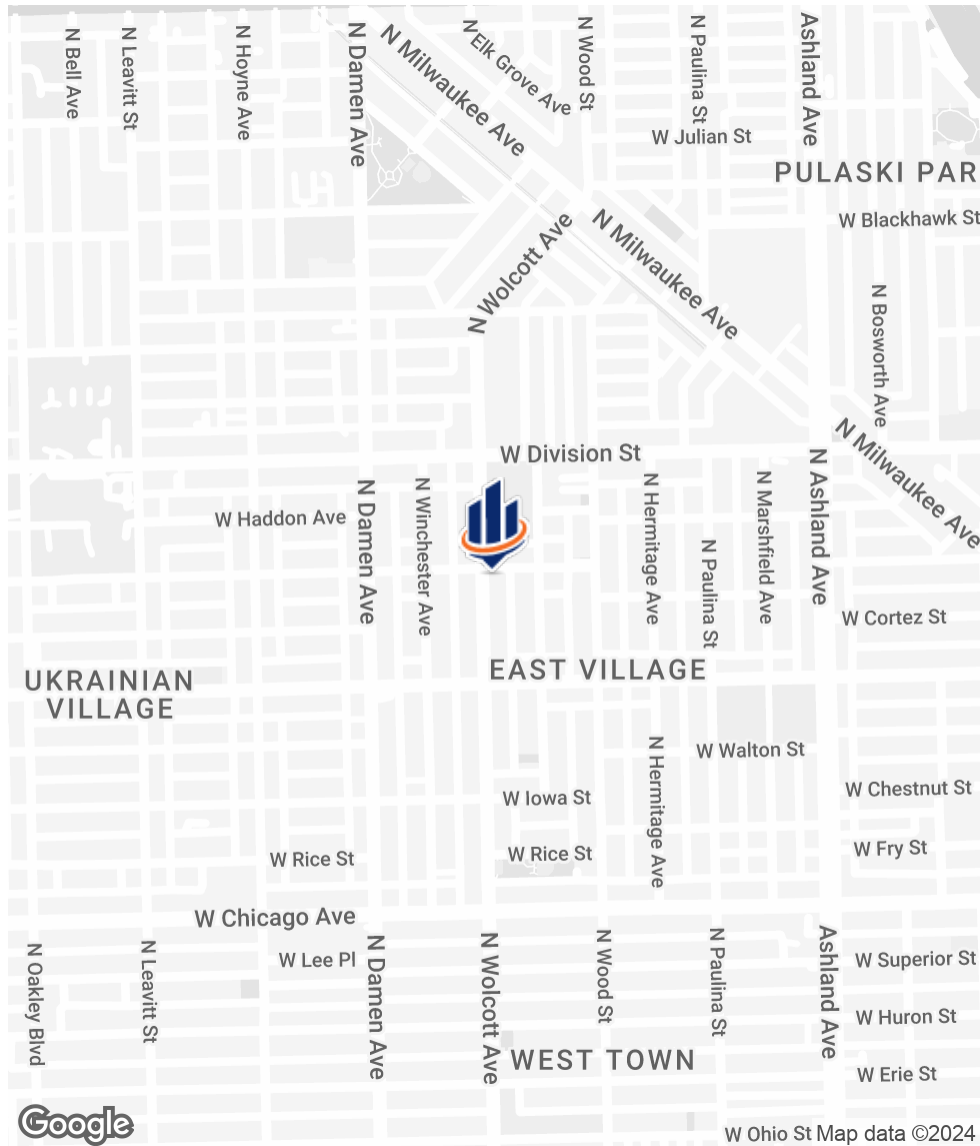 N Bell Ave
N Leavitt St
N Hoyne Ave
N Damen Ave
N Milwaukee Ave
N Elk Grove Ave
N Wood St
N Paulina St
Ashland Ave
W Julian St
PULASKI PAR
W Blackhawk St
N Wolcott Ave
N Milwaukee Ave
N Bosworth Ave
N Milwaukee Ave
W Division St
W Haddon Ave
N Damen Ave
N Winchester Ave
N Hermitage Ave
N Paulina St
N Marshfield Ave
N Ashland Ave
W Cortez St
EAST VILLAGE
UKRAINIAN
VILLAGE
W Walton St
N Hermitage Ave
W Chestnut St
W Iowa St
W Rice St
W Rice St
W Fry St
W Chicago Ave
N Oakley Blvd
N Leavitt St
W Lee Pl
N Damen Ave
N Wolcott Ave
N Wood St
N Paulina St
Ashland Ave
W Superior St
W Huron St
WEST TOWN
W Erie St
Google
W Ohio St
Map data ©2024